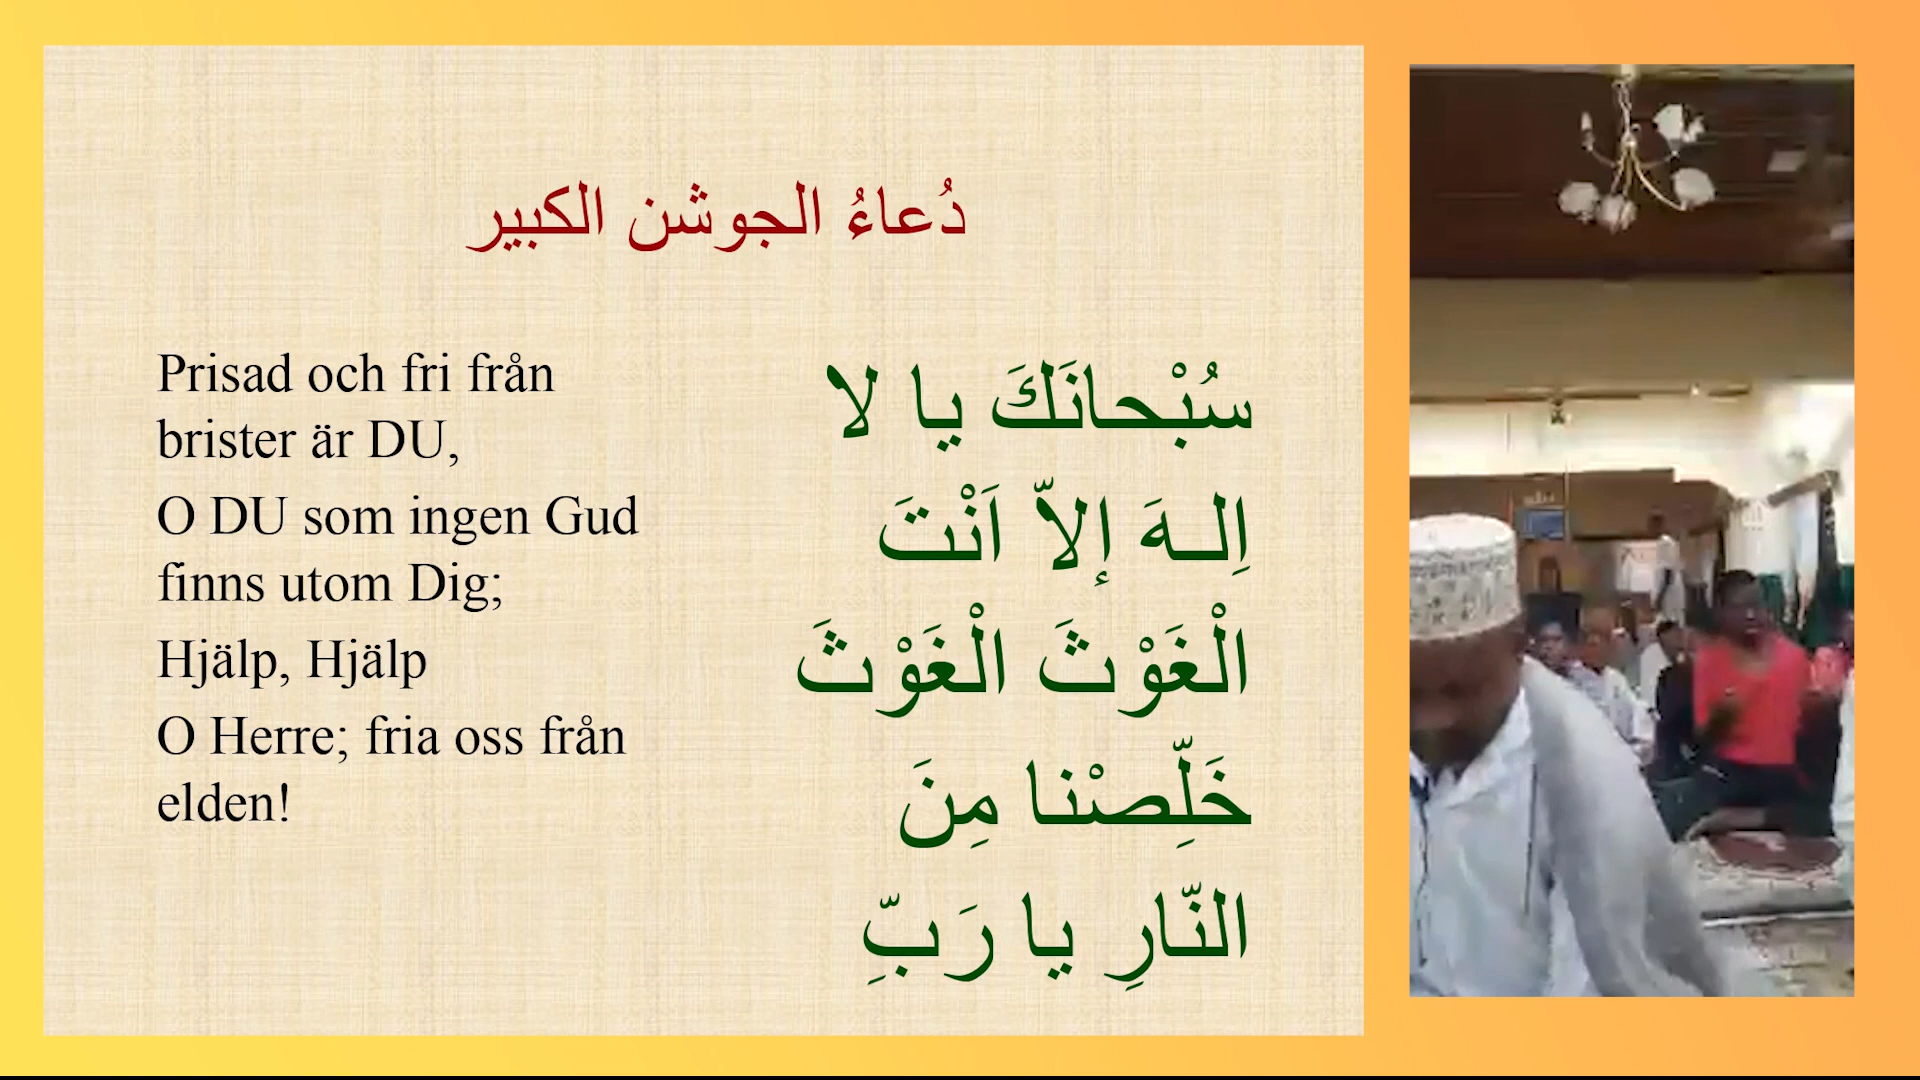 دُعاءُ الجوشن الكبير
Prisad och fri från
brister är DU,
O DU som ingen Gud
finns utom Dig;
Hjälp, Hjälp
O Herre; fria oss från
elden!
سُبْحانَكَ يا لا
اِلـهَ إلاّ اَنْتَ
الْغَوْثَ الْغَوْثَ
خَلِّصْنا مِنَ
النّارِ يا رَبِّ